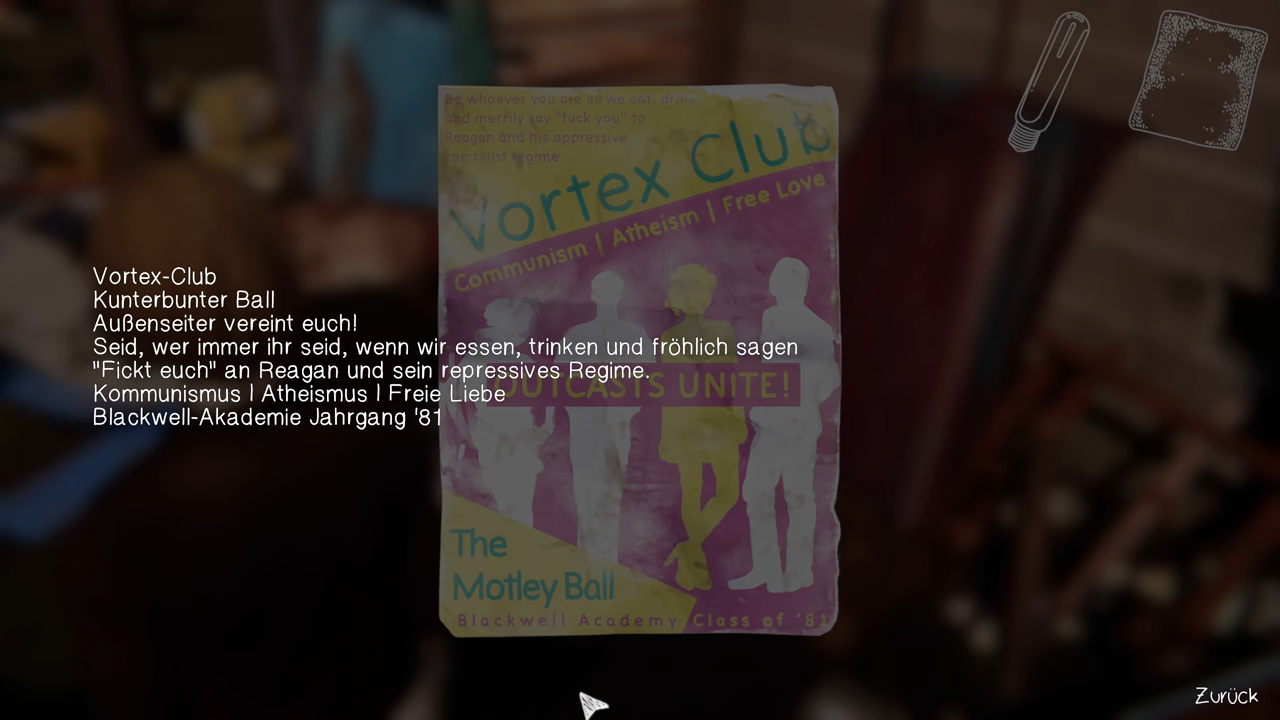 Be whoever you are as we eat, drink
and merrily say "fuck you" to
Reagan and his oppressive
capitalist regime.
Vortex Club
Communism | Atheism | Free Love
Vortex-Club
Kunterbunter Ball
Außenseiter vereint euch!
Seid, wer immer ihr seid, wenn wir essen, trinken und fröhlich sagen
"Fickt euch" an Reagan und sein repressives Regime.
Kommunismus | Atheismus | Freie Liebe
Blackwell-Akademie Jahrgang '81
OUTCASTS UNITE!
The
Motley Ball
Blackwell Academy Class of '81
Zurück